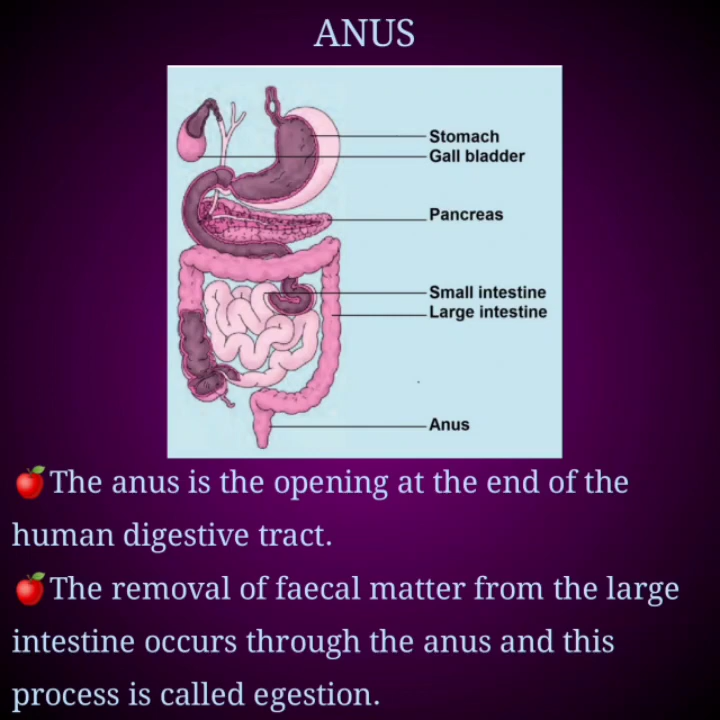 ANUS
Stomach
Gall bladder
Pancreas
Small intestine
Large intestine
Anus
🍎The anus is the opening at the end of the
human digestive tract.
🍎The removal of faecal matter from the large
intestine occurs through the anus and this
process is called egestion.